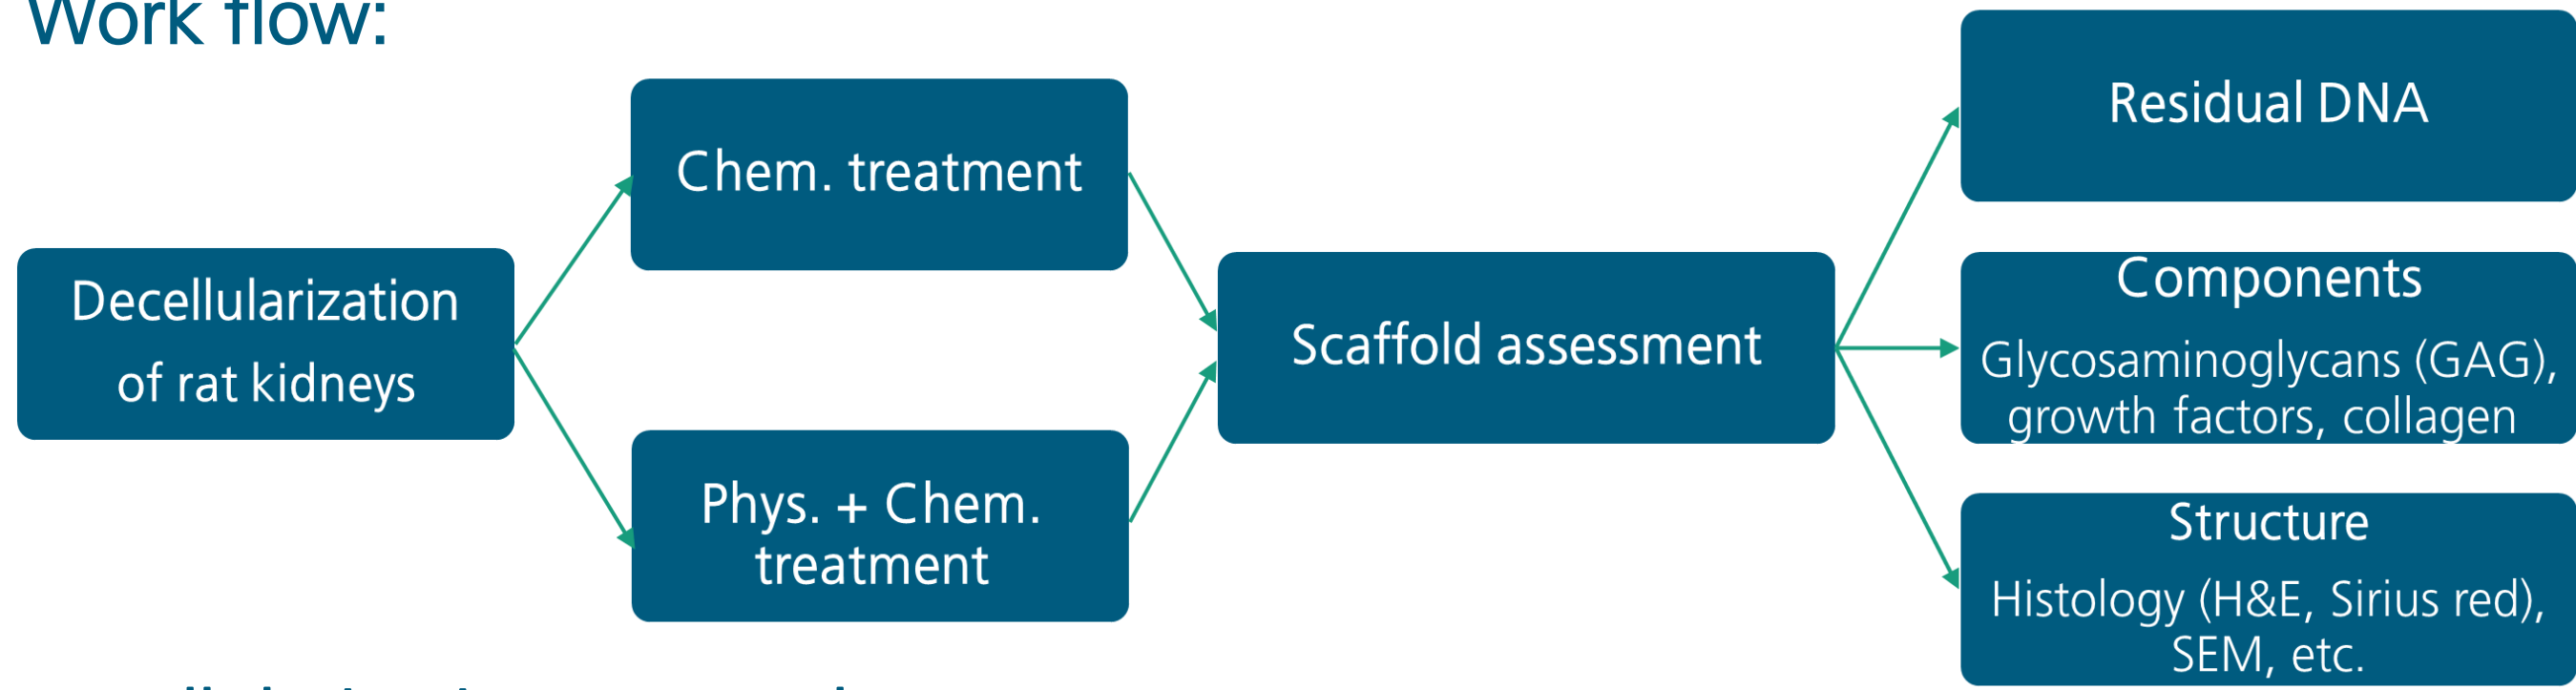 Work flow:
Decellularization
of rat kidneys
Chem. treatment
Phys. + Chem.
treatment
Scaffold assessment
Residual DNA
Components
Glycosaminoglycans (GAG),
growth factors, collagen
Structure
Histology (H&E, Sirius red),
SEM, etc.